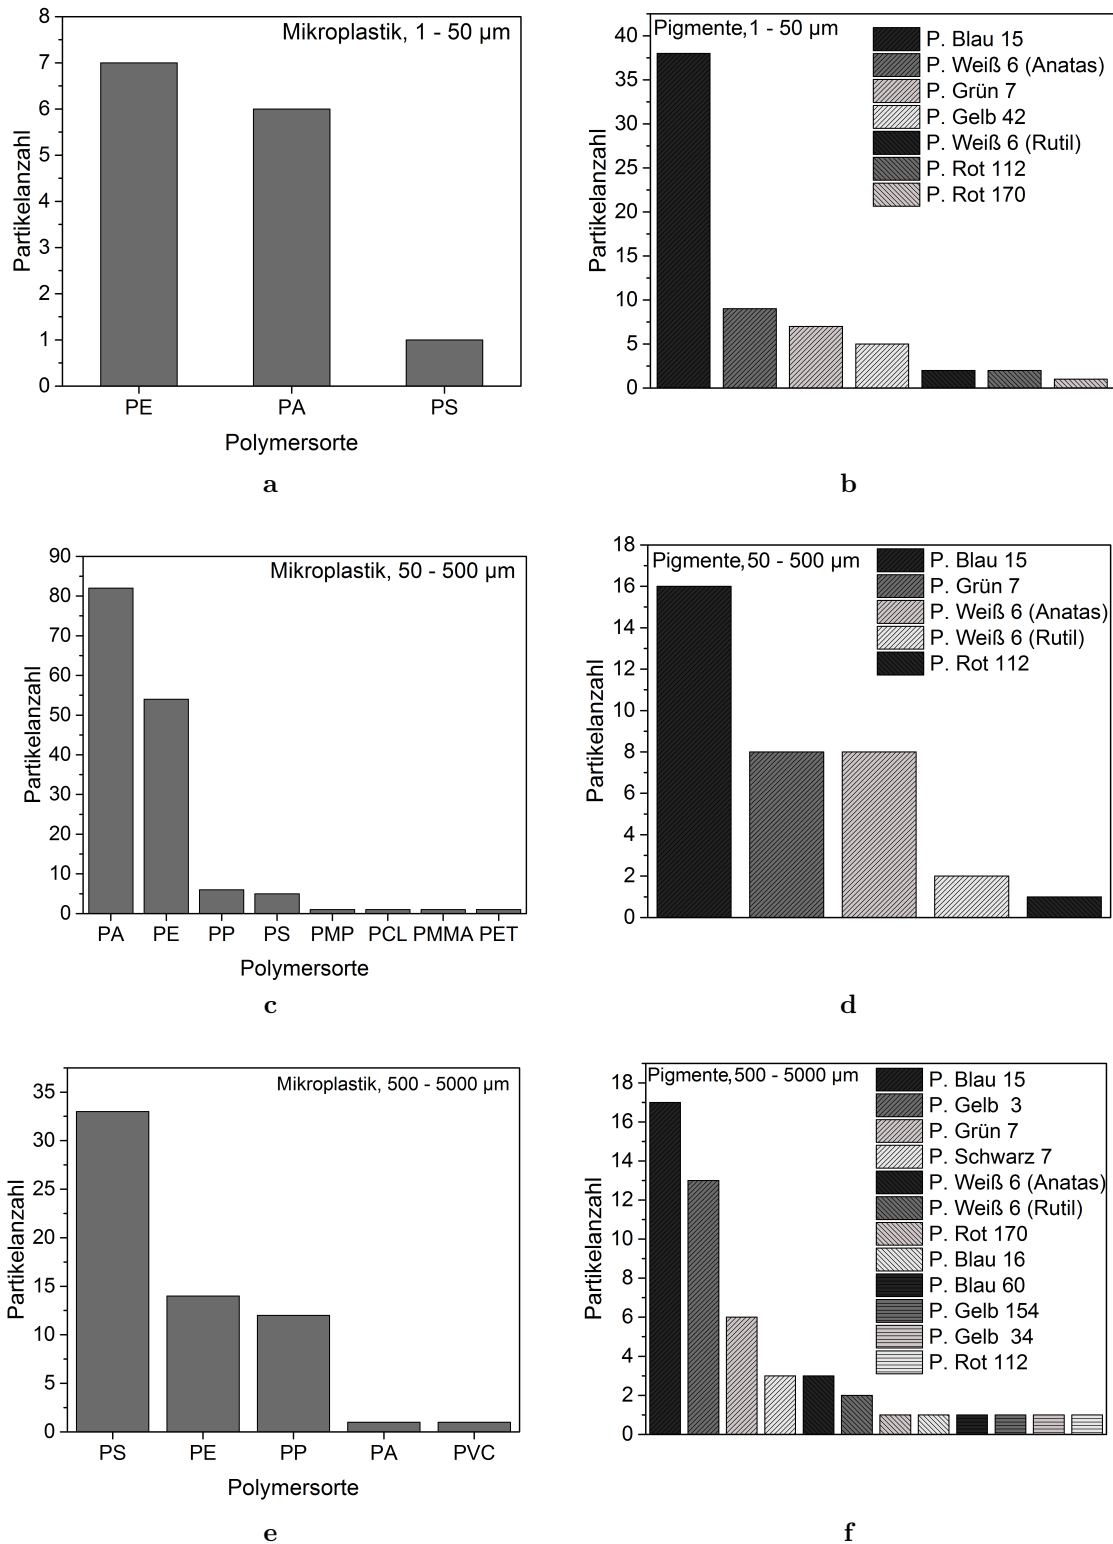 Mikroplastik, 1 - 50 µm
Partikelanzahl
8
7
6
5
4
3
2
1
0
PE PA PS
Polymersorte
a
Pigmente, 1 - 50 µm
Partikelanzahl
40
35
30
25
20
15
10
5
0
P. Blau 15
P. Weiß 6 (Anatas)
P. Grün 7
P. Gelb 42
P. Weiß 6 (Rutil)
P. Rot 112
P. Rot 170
b
Mikroplastik, 50 - 500 µm
Partikelanzahl
90
80
70
60
50
40
30
20
10
0
PA PE PP PS PMP PCL PMMA PET
Polymersorte
c
Pigmente, 50 - 500 µm
Partikelanzahl
18
16
14
12
10
8
6
4
2
0
P. Blau 15
P. Grün 7
P. Weiß 6 (Anatas)
P. Weiß 6 (Rutil)
P. Rot 112
d
Mikroplastik, 500 - 5000 µm
Partikelanzahl
35
30
25
20
15
10
5
0
PS PE PP PA PVC
Polymersorte
e
Pigmente, 500 - 5000 µm
Partikelanzahl
18
16
14
12
10
8
6
4
2
0
P. Blau 15
P. Gelb 3
P. Grün 7
P. Schwarz 7
P. Weiß 6 (Anatas)
P. Weiß 6 (Rutil)
P. Rot 170
P. Blau 16
P. Blau 60
P. Gelb 154
P. Gelb 34
P. Rot 112
f